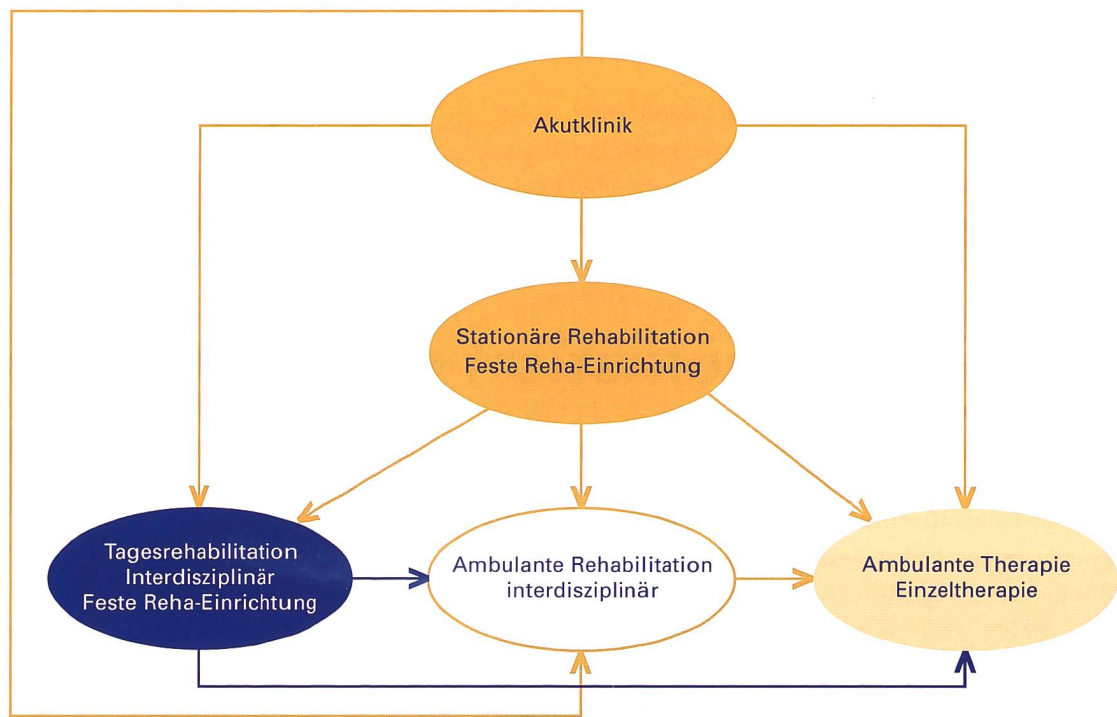 Akutklinik
Stationäre Rehabilitation
Feste Reha-Einrichtung
Tagesrehabilitation
Interdisziplinär
Feste Reha-Einrichtung
Ambulante Rehabilitation
interdisziplinär
Ambulante Therapie
Einzeltherapie